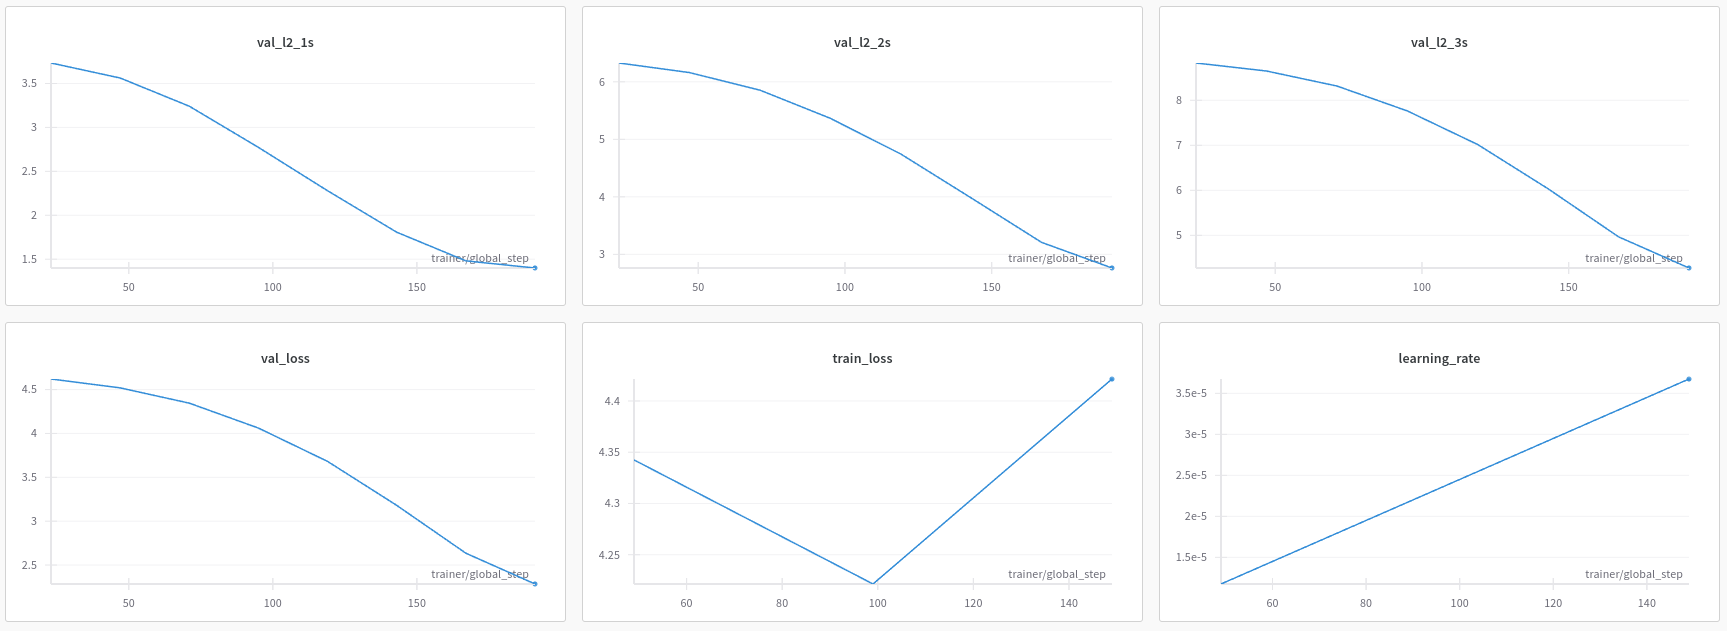 val_l2_1s
3.5
3
2.5
2
1.5
trainer/global_step
50 100 150
val_l2_2s
6
5
4
3
trainer/global_step
50 100 150
val_l2_3s
8
7
6
5
trainer/global_step
50 100 150
val_loss
4.5
4
3.5
3
2.5
trainer/global_step
50 100 150
train_loss
4.4
4.35
4.3
4.25
trainer/global_step
60 80 100 120 140
learning_rate
3.5e-5
3e-5
2.5e-5
2e-5
1.5e-5
trainer/global_step
60 80 100 120 140